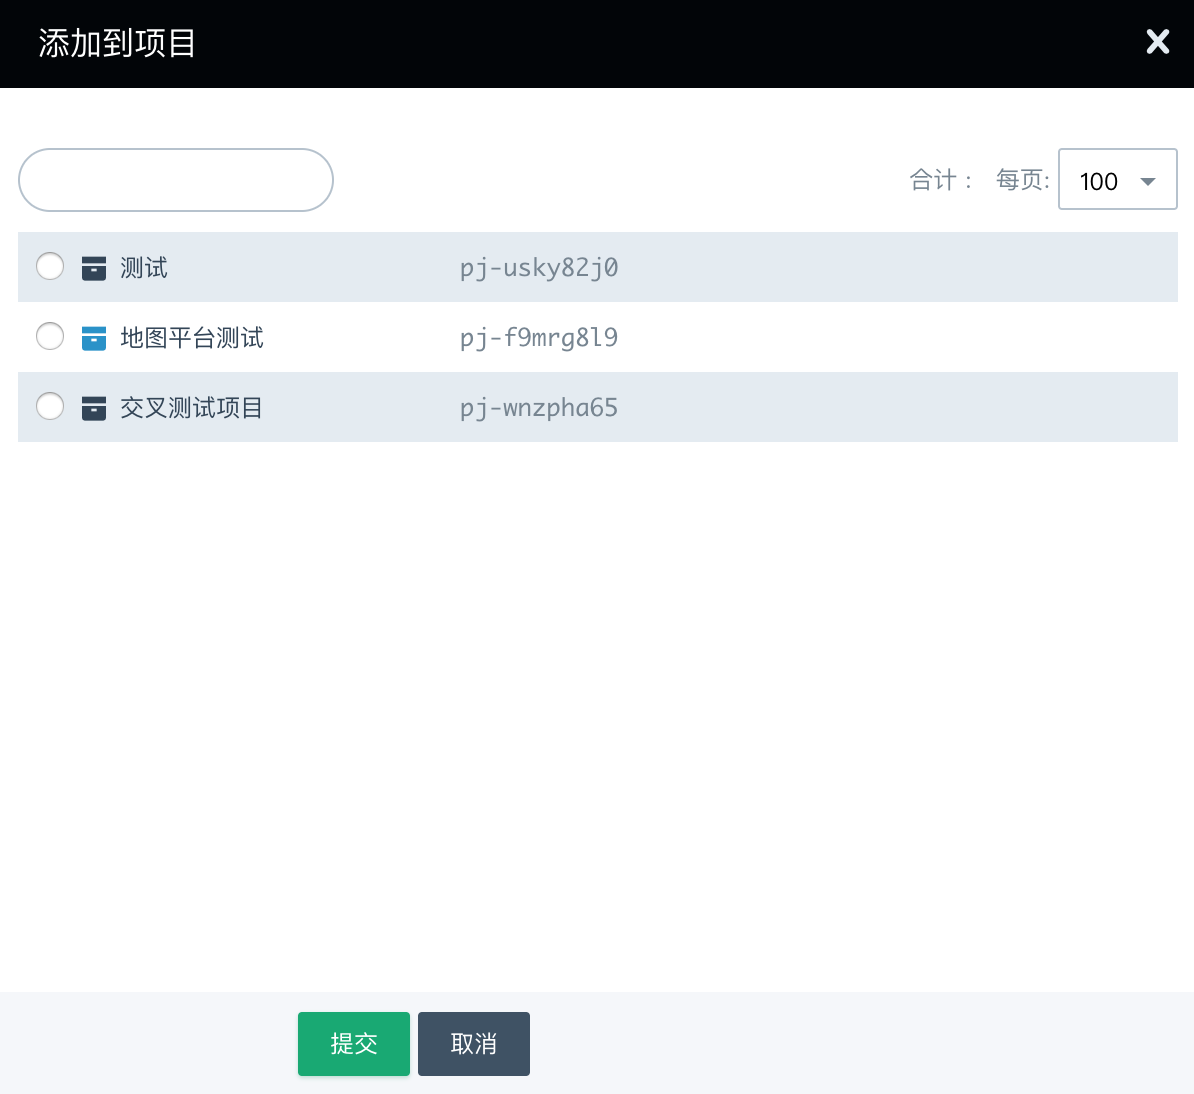 添加到项目
合计： 每页: 100
测试 pj-usky82j0
地图平台测试 pj-f9mrg8l9
交叉测试项目 pj-wnzpha65
提交 取消